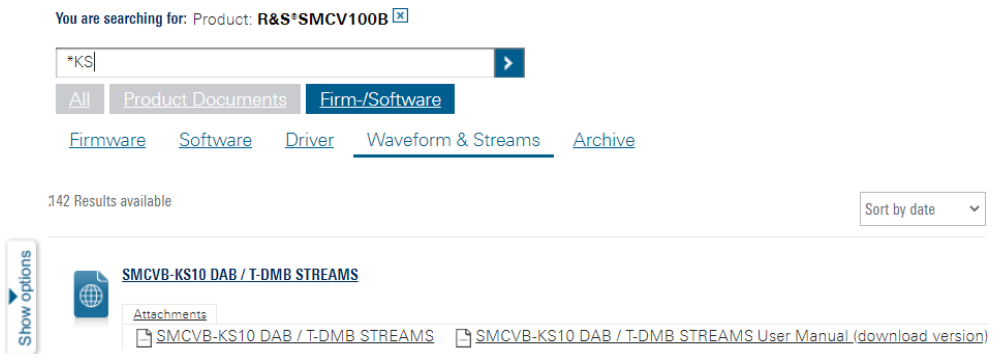 You are searching for: Product: R&S®SMCV100B
*KS
All Product Documents Firm-/Software
Firmware Software Driver Waveform & Streams Archive
142 Results available
Sort by date
Show options
SMCVB-KS10 DAB / T-DMB STREAMS
Attachments
SMCVB-KS10 DAB / T-DMB STREAMS SMCVB-KS10 DAB / T-DMB STREAMS User Manual (download version)